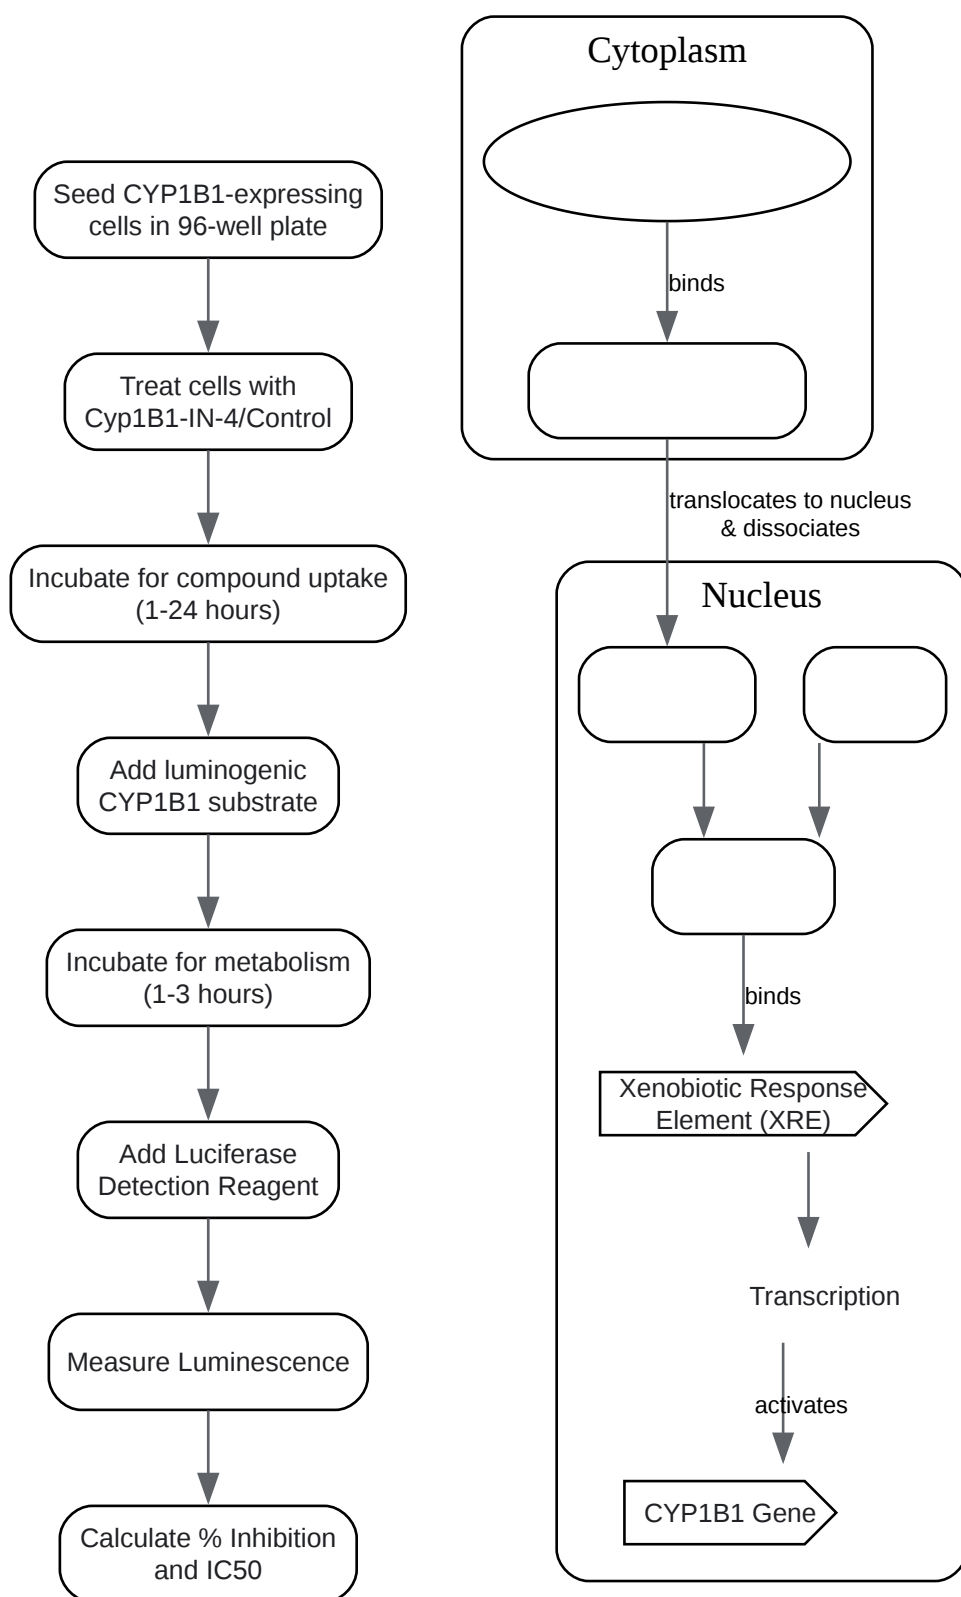 Seed CYP1B1-expressing
cells in 96-well plate
Treat cells with
Cyp1B1-IN-4/Control
Incubate for compound uptake
(1-24 hours)
Add luminogenic
CYP1B1 substrate
Incubate for metabolism
(1-3 hours)
Add Luciferase
Detection Reagent
Measure Luminescence
Calculate % Inhibition
and IC50
Cytoplasm
binds
translocates to nucleus
& dissociates
Nucleus
binds
Xenobiotic Response
Element (XRE)
Transcription
activates
CYP1B1 Gene